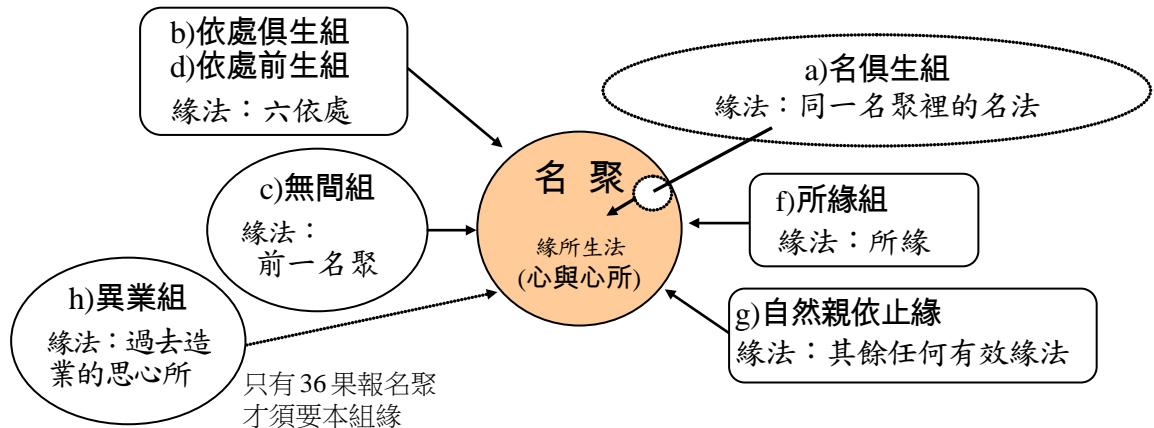 b)依處俱生組
d)依處前生組
緣法：六依處
a)名俱生組
緣法：同一名聚裡的名法
c)無間組
緣法：
前一名聚
名 聚
緣所生法
(心與心所)
f)所緣組
緣法：所緣
h)異業組
緣法：過去造
業的思心所
g)自然親依止緣
緣法：其餘任何有效緣法
只有 36 果報名聚
才須要本組緣